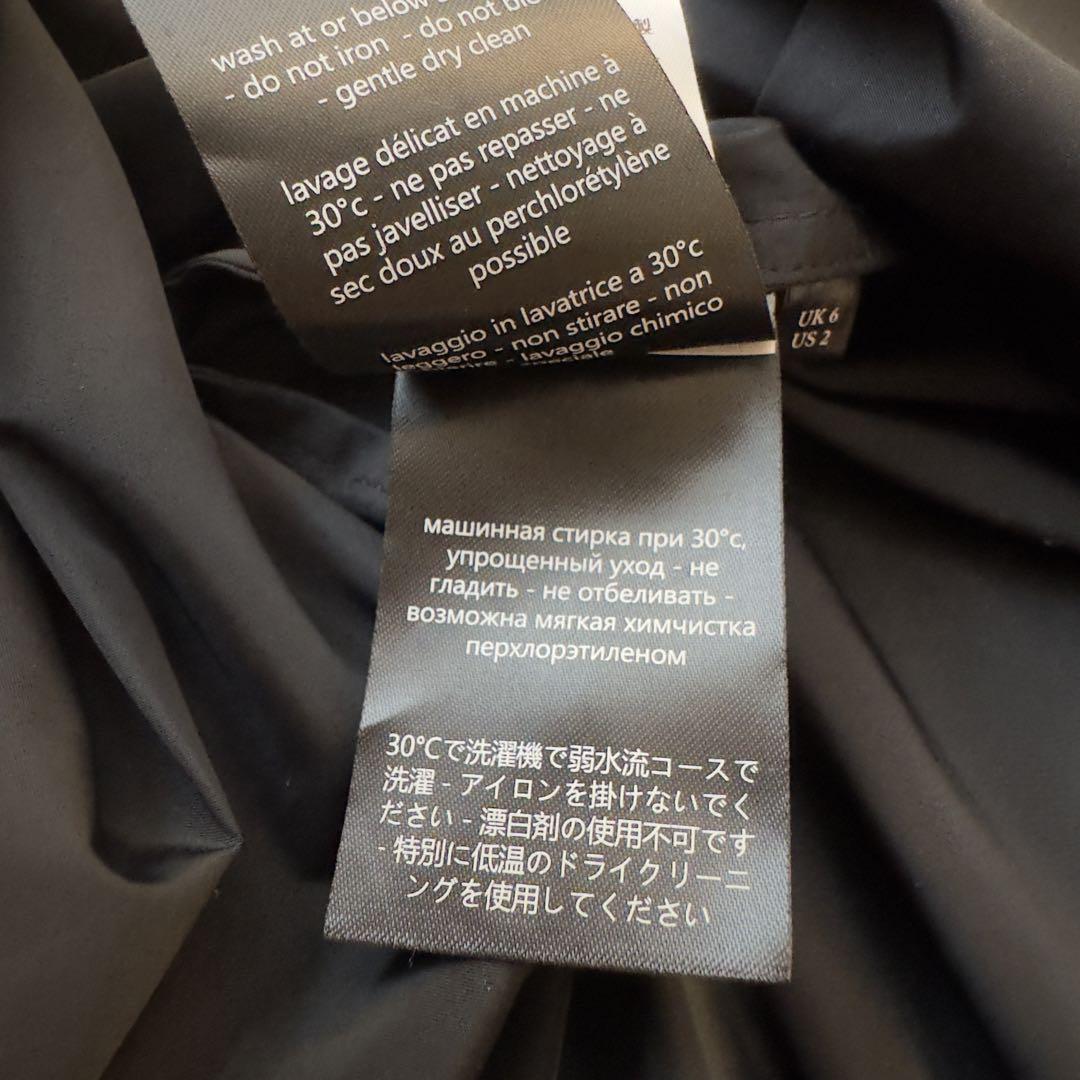 wash at or below
- do not iron - do not
- gentle dry clean
lavage délicat en machine à
30°c - ne pas repasser - ne
pas javelliser - nettoyage à
sec doux au perchlorétylène
possible
lavaggio in lavatrice a 30°c
leggero - non stirare - non
- lavaggio chimico
speciale
製
UK 6
US 2
машинная стирка при 30°c,
упрощенный уход - не
гладить - не отбеливать -
возможна мягкая химчистка
перхлорэтиленом
30°Cで洗濯機で弱水流コースで
洗濯 - アイロンを掛けないでく
ださい - 漂白剤の使用不可です
- 特別に低温のドライクリーニ
ングを使用してください